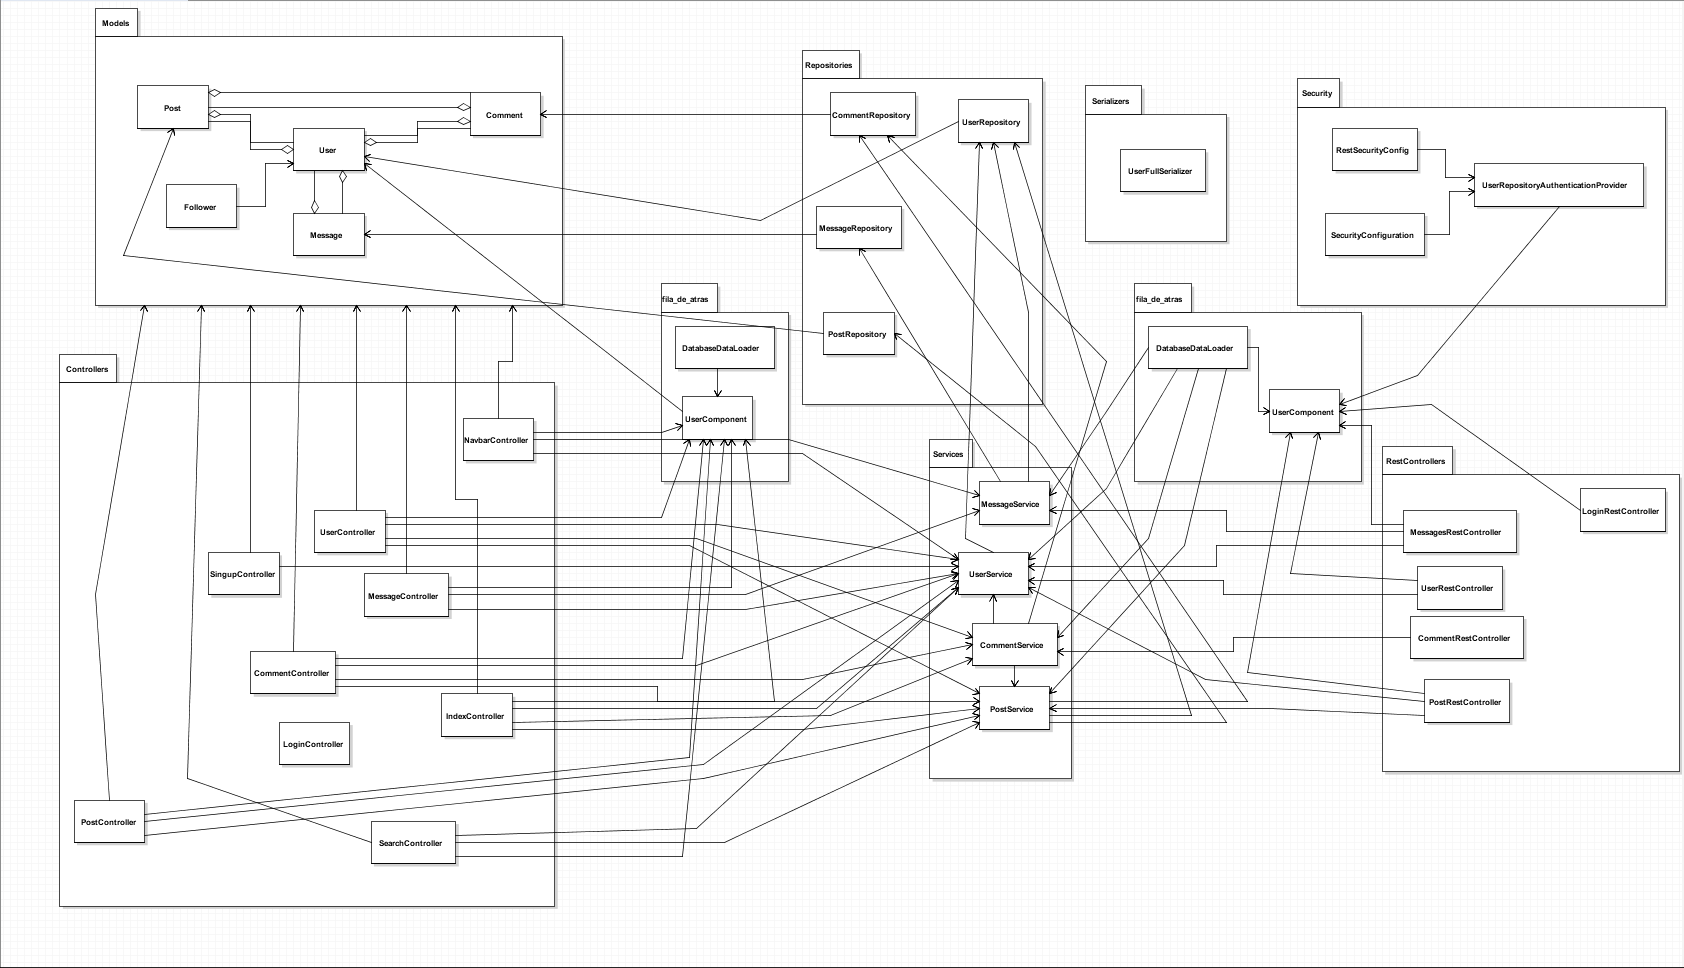 Models
Post
Comment
User
Follower
Message
Repositories
CommentRepository
UserRepository
MessageRepository
PostRepository
Serializers
UserFullSerializer
Security
RestSecurityConfig
UserRepositoryAuthenticationProvider
SecurityConfiguration
fila_de_atras
DatabaseDataLoader
UserComponent
fila_de_atras
DatabaseDataLoader
UserComponent
Controllers
NavbarController
UserController
SingupController
MessageController
CommentController
IndexController
LoginController
PostController
SearchController
Services
MessageService
UserService
CommentService
PostService
RestControllers
LoginRestController
MessagesRestController
UserRestController
CommentRestController
PostRestController